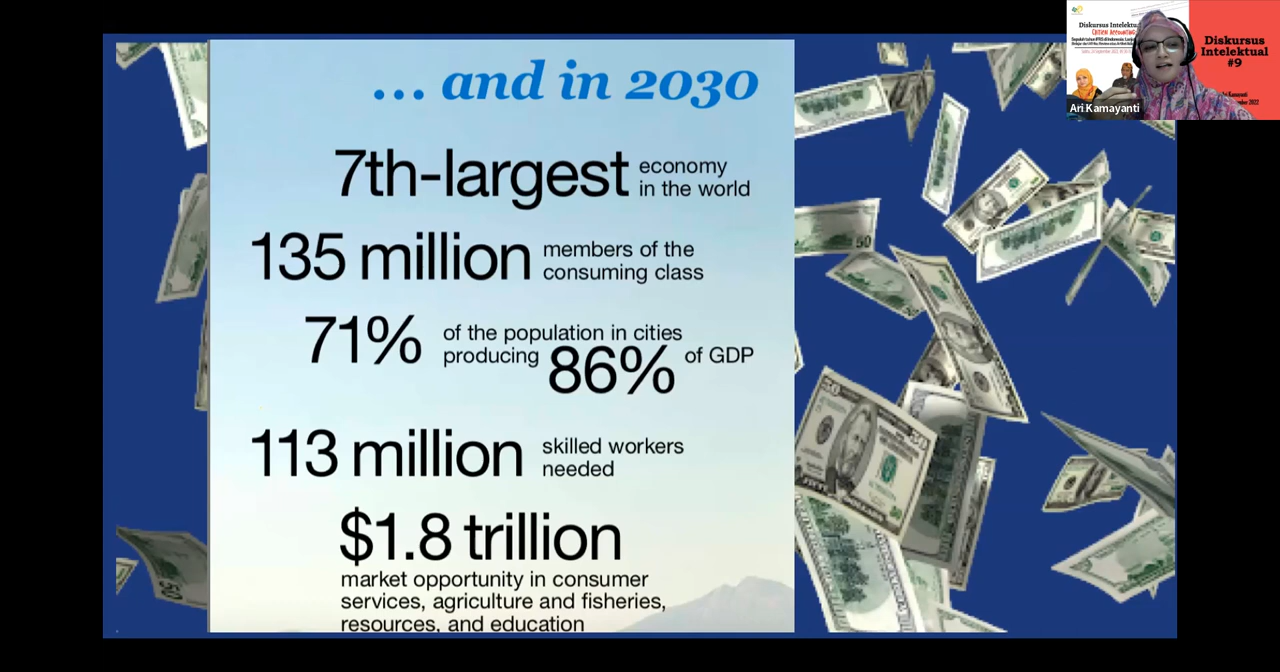 ... and in 2030
7th-largest economy
in the world
135 million members of the
consuming class
71% of the population in cities
producing 86% of GDP
113 million skilled workers
needed
$1.8 trillion
market opportunity in consumer
services, agriculture and fisheries,
resources, and education
Diskursus
Intelektual
#9
Ari Kamayanti
2022
50